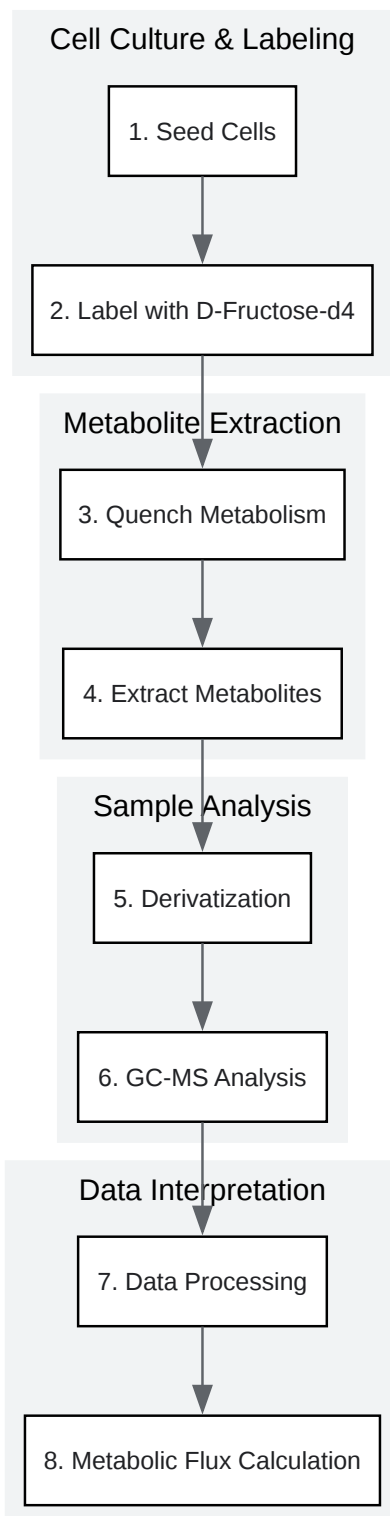 Cell Culture & Labeling
1. Seed Cells
2. Label with D-Fructose-d4
Metabolite Extraction
3. Quench Metabolism
4. Extract Metabolites
Sample Analysis
5. Derivatization
6. GC-MS Analysis
Data Interpretation
7. Data Processing
8. Metabolic Flux Calculation